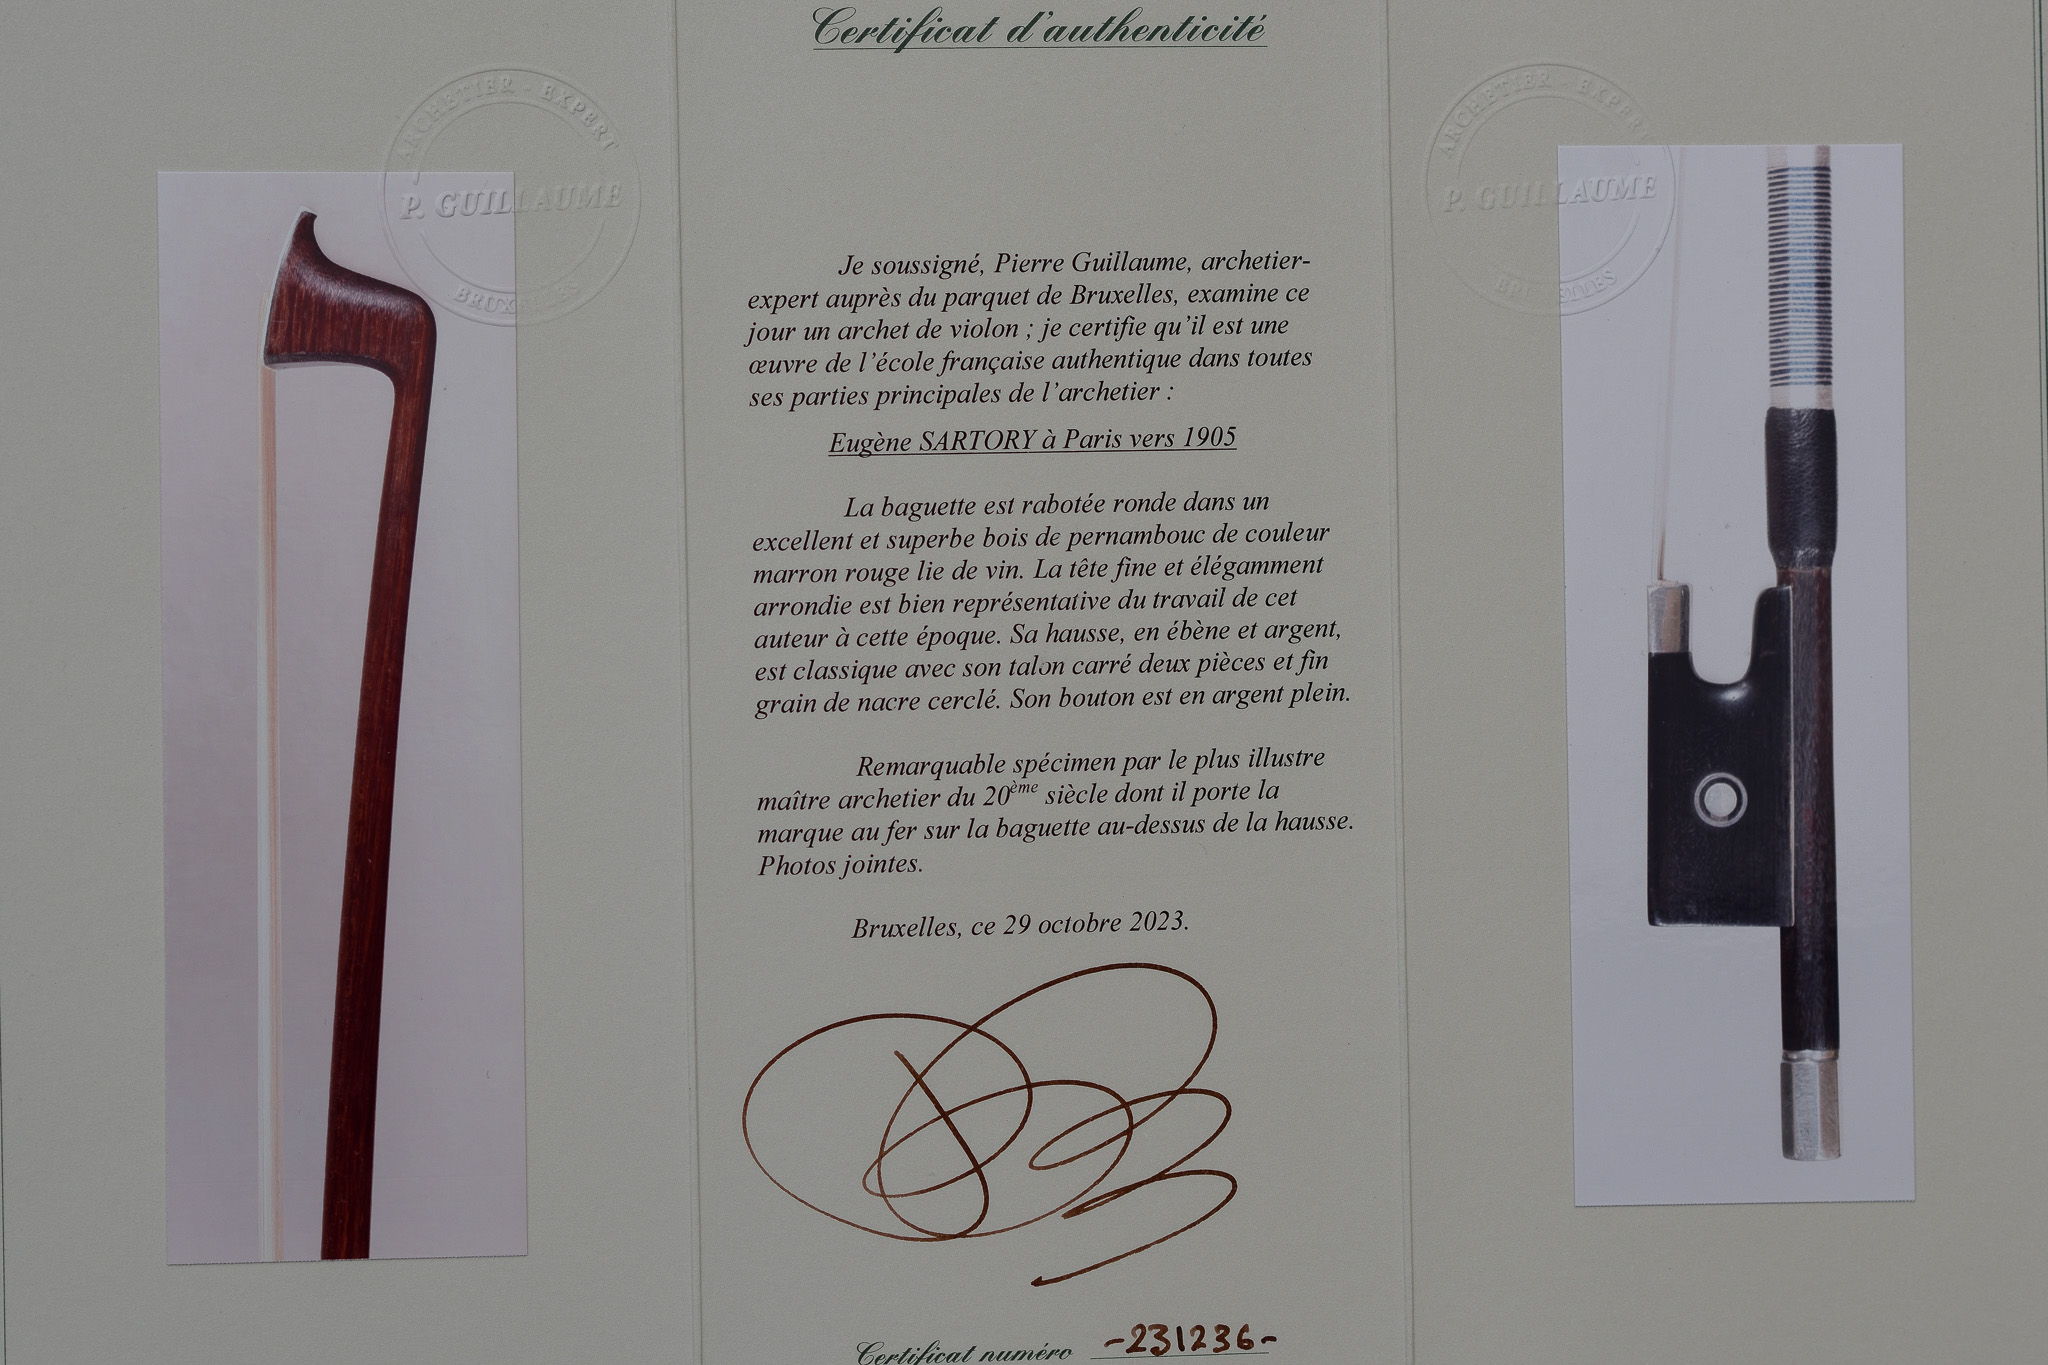 Certificat d'authenticité
ARCHETIER - EXPERT
P. GUILLAUME
BRUXELLES
ARCHETIER - EXPERT
P. GUILLAUME
BRUXELLES
Je soussigné, Pierre Guillaume, archetier-
expert auprès du parquet de Bruxelles, examine ce
jour un archet de violon ; je certifie qu'il est une
œuvre de l'école française authentique dans toutes
ses parties principales de l'archetier :
Eugène SARTORY à Paris vers 1905
La baguette est rabotée ronde dans un
excellent et superbe bois de pernambouc de couleur
marron rouge lie de vin. La tête fine et élégamment
arrondie est bien représentative du travail de cet
auteur à cette époque. Sa hausse, en ébène et argent,
est classique avec son talon carré deux pièces et fin
grain de nacre cerclé. Son bouton est en argent plein.
Remarquable spécimen par le plus illustre
maître archetier du 20ème siècle dont il porte la
marque au fer sur la baguette au-dessus de la hausse.
Photos jointes.
Bruxelles, ce 29 octobre 2023.
Certificat numéro -231236-